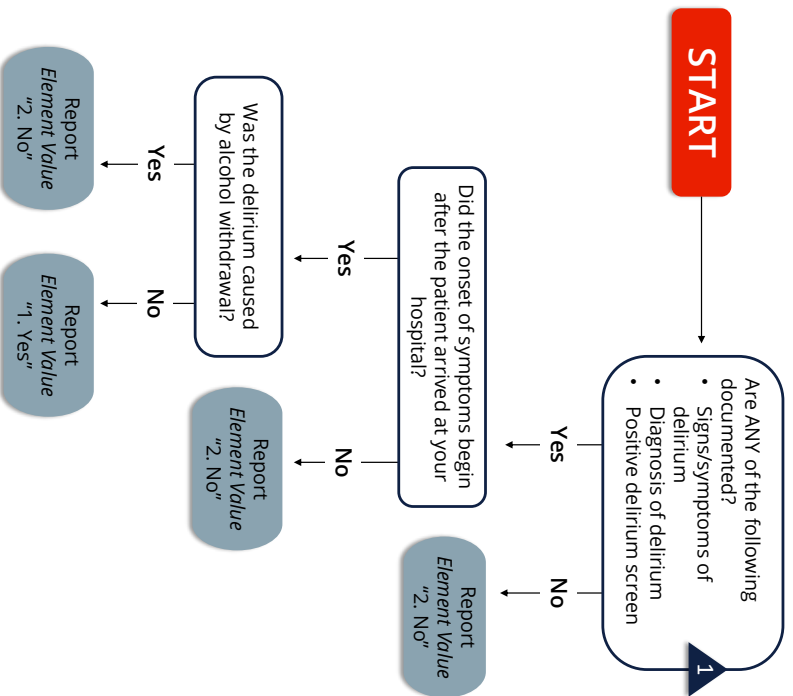 START
Are ANY of the following
documented?
• Signs/symptoms of
delirium
• Diagnosis of delirium
• Positive delirium screen
1
Yes
No
Did the onset of symptoms begin
after the patient arrived at your
hospital?
Report
Element Value
"2. No"
Yes
No
Was the delirium caused
by alcohol withdrawal?
Report
Element Value
"2. No"
Yes
No
Report
Element Value
"2. No"
Report
Element Value
"1. Yes"